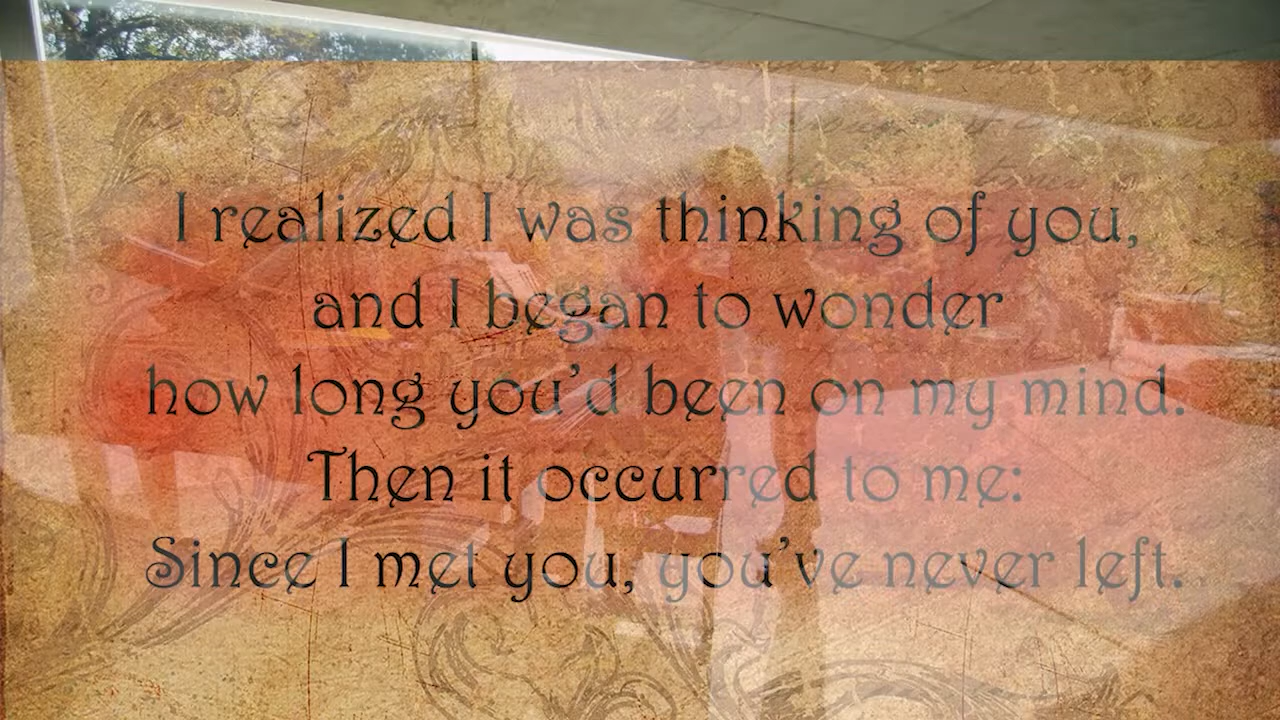 I realized I was thinking of you,
and I began to wonder
how long you'd been on my mind.
Then it occurred to me:
Since I met you, you've never left.